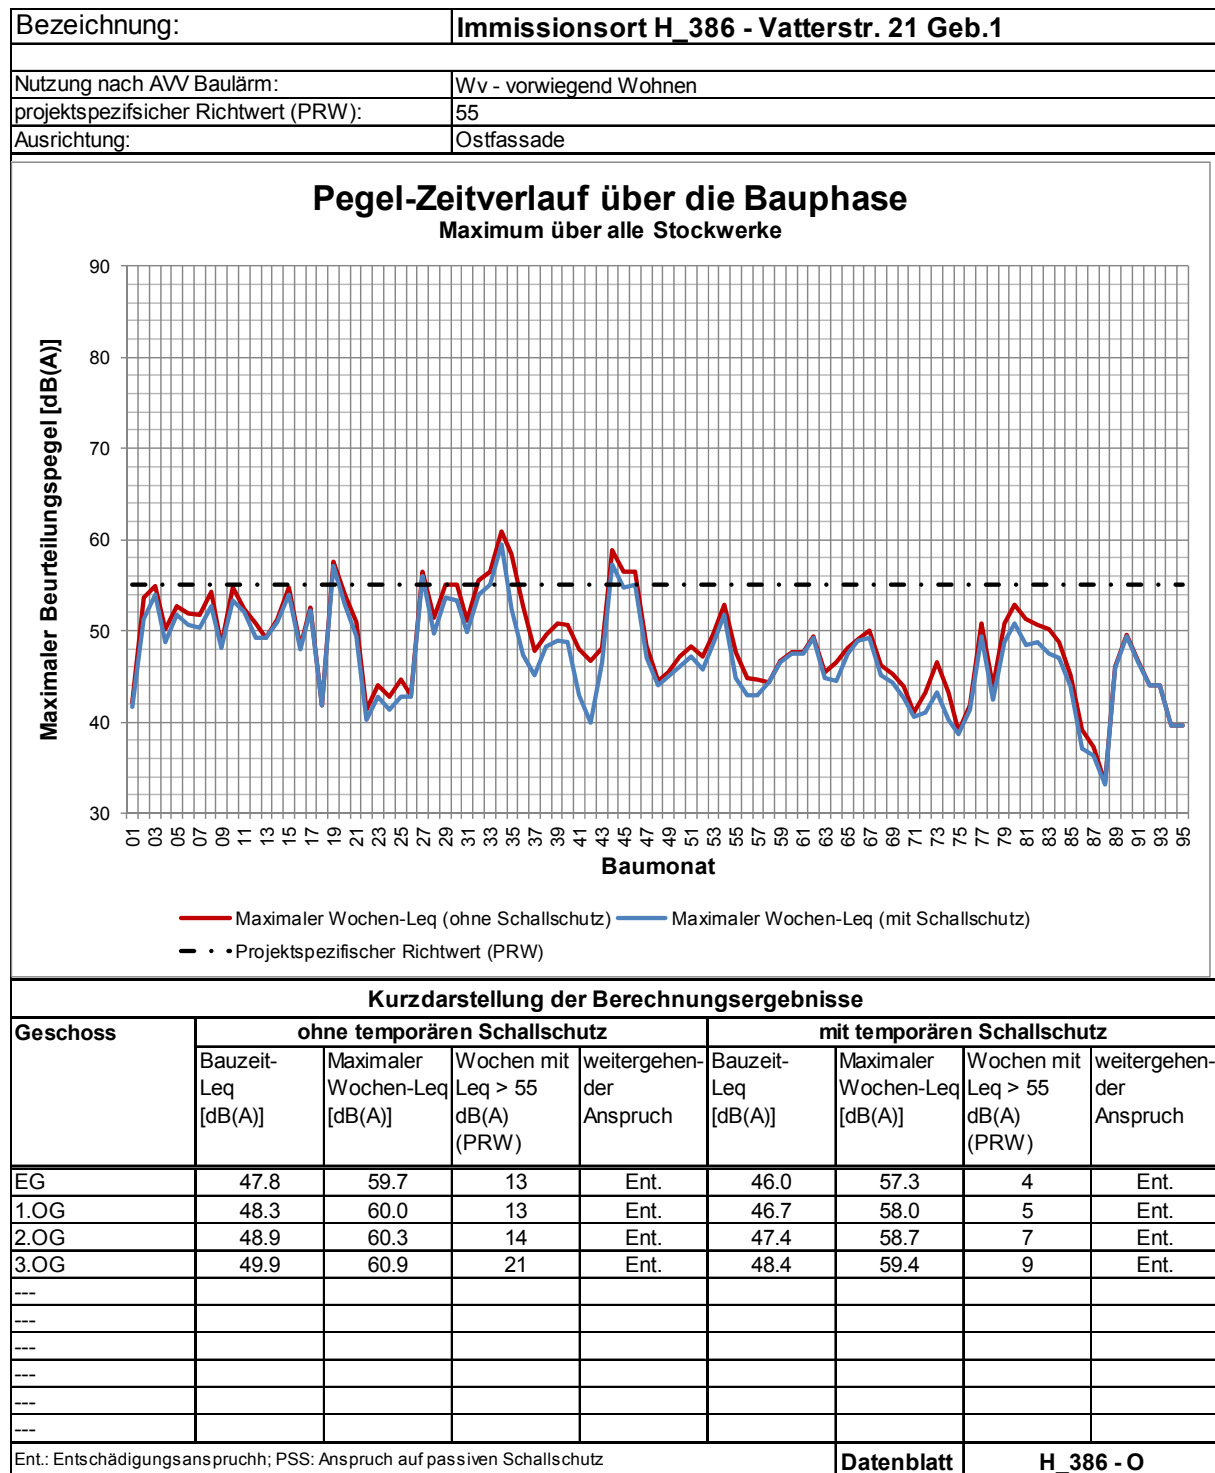 Bezeichnung: Immissionsort H_386 - Vatterstr. 21 Geb.1
Nutzung nach AVV Baulärm: Wv - vorwiegend Wohnen
projektspezifsicher Richtwert (PRW): 55
Ausrichtung: Ostfassade
Pegel-Zeitverlauf über die Bauphase
Maximum über alle Stockwerke
Maximaler Beurteilungspegel [dB(A)]
90
80
70
60
50
40
30
01 03 05 07 09 11 13 15 17 19 21 23 25 27 29 31 33 35 37 39 41 43 45 47 49 51 53 55 57 59 61 63 65 67 69 71 73 75 77 79 81 83 85 87 89 91 93 95
Baumonat
Maximaler Wochen-Leq (ohne Schallschutz) Maximaler Wochen-Leq (mit Schallschutz)
Projektspezifischer Richtwert (PRW)
Kurzdarstellung der Berechnungsergebnisse
Geschoss ohne temporären Schallschutz mit temporären Schallschutz
Bauzeit- Maximaler Wochen mit weitergehen- Bauzeit- Maximaler Wochen mit weitergehen-
Leq Wochen-Leq Leq > 55 der Leq Wochen-Leq Leq > 55 der
[dB(A)] [dB(A)] dB(A) Anspruch [dB(A)] [dB(A)] dB(A) Anspruch
(PRW) (PRW)
EG 47.8 59.7 13 Ent. 46.0 57.3 4 Ent.
1.OG 48.3 60.0 13 Ent. 46.7 58.0 5 Ent.
2.OG 48.9 60.3 14 Ent. 47.4 58.7 7 Ent.
3.OG 49.9 60.9 21 Ent. 48.4 59.4 9 Ent.
---
---
---
---
---
---
Ent.: Entschädigungsanspruchh; PSS: Anspruch auf passiven Schallschutz Datenblatt H_386 - O